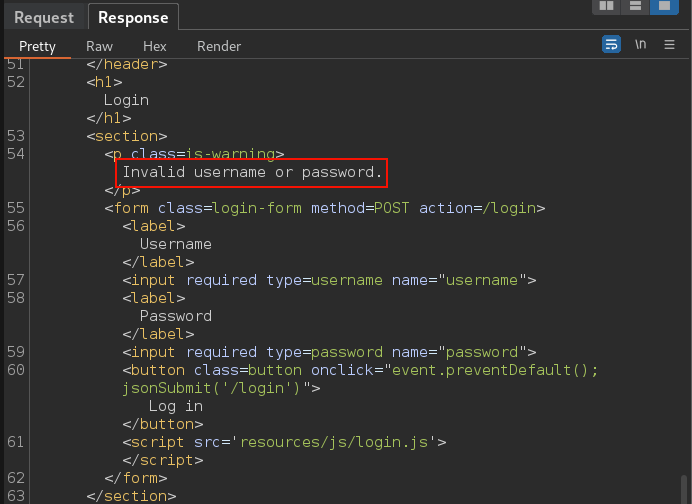 Request Response
Pretty Raw Hex Render \n
51 </header>
52 <h1>
Login
</h1>
53 <section>
54 <p class=is-warning>
Invalid username or password.
</p>
55 <form class=login-form method=POST action=/login>
56 <label>
Username
</label>
57 <input required type=username name="username">
58 <label>
Password
</label>
59 <input required type=password name="password">
60 <button class=button onclick="event.preventDefault();
jsonSubmit('/login')">
Log in
</button>
61 <script src='resources/js/login.js'>
</script>
62 </form>
63 </section>